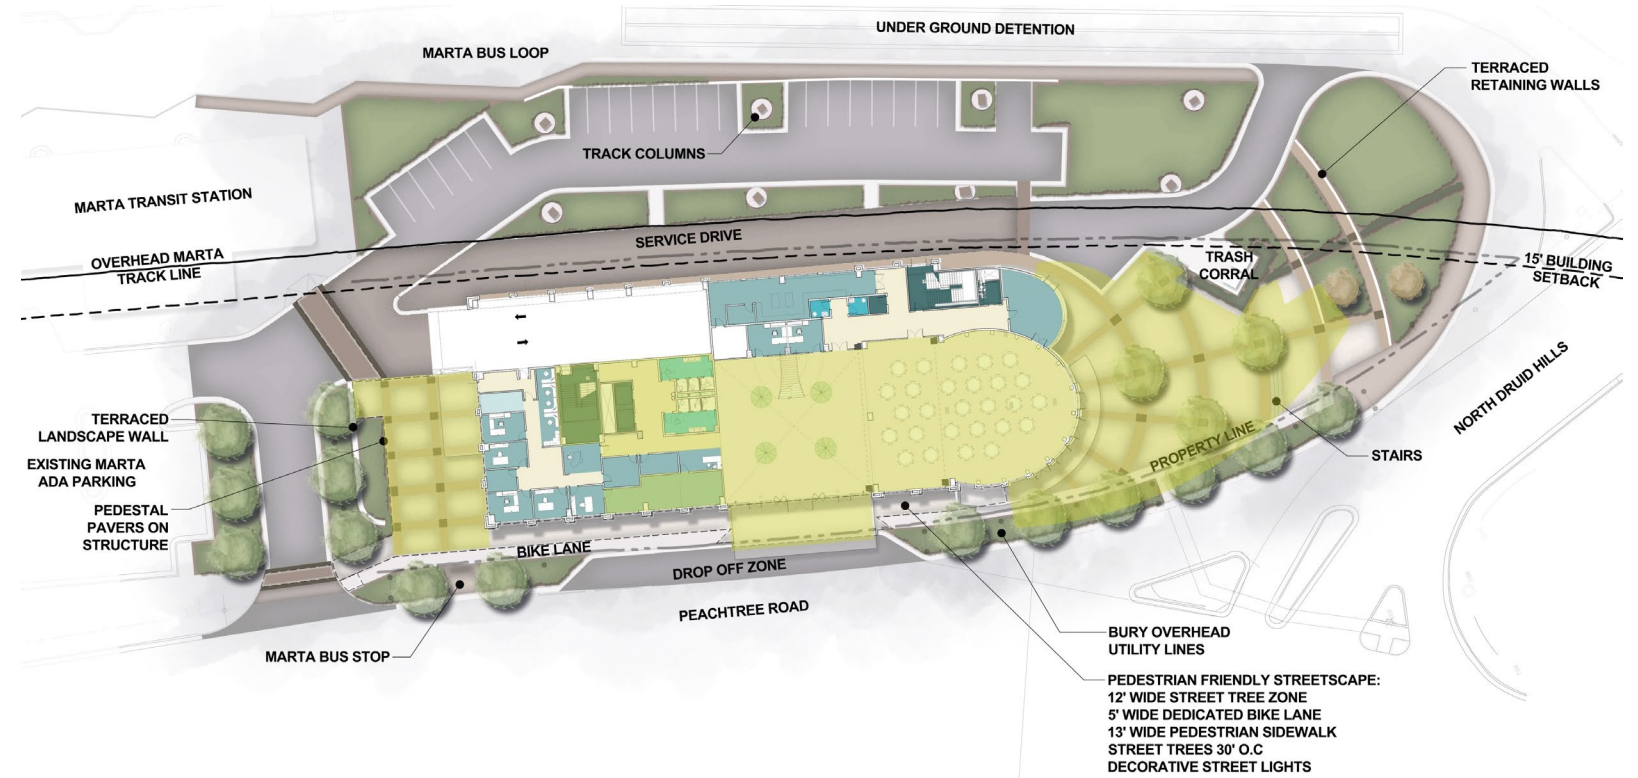 UNDER GROUND DETENTION
MARTA BUS LOOP
TERRACED
RETAINING WALLS
TRACK COLUMNS
MARTA TRANSIT STATION
SERVICE DRIVE
OVERHEAD MARTA
TRACK LINE
TRASH
CORRAL
15' BUILDING
SETBACK
NORTH DRUID HILLS
TERRACED
LANDSCAPE WALL
EXISTING MARTA
ADA PARKING
PROPERTY LINE
STAIRS
PEDESTAL
PAVERS ON
STRUCTURE
BIKE LANE
DROP OFF ZONE
PEACHTREE ROAD
MARTA BUS STOP
BURY OVERHEAD
UTILITY LINES
PEDESTRIAN FRIENDLY STREETSCAPE:
12' WIDE STREET TREE ZONE
5' WIDE DEDICATED BIKE LANE
13' WIDE PEDESTRIAN SIDEWALK
STREET TREES 30' O.C
DECORATIVE STREET LIGHTS